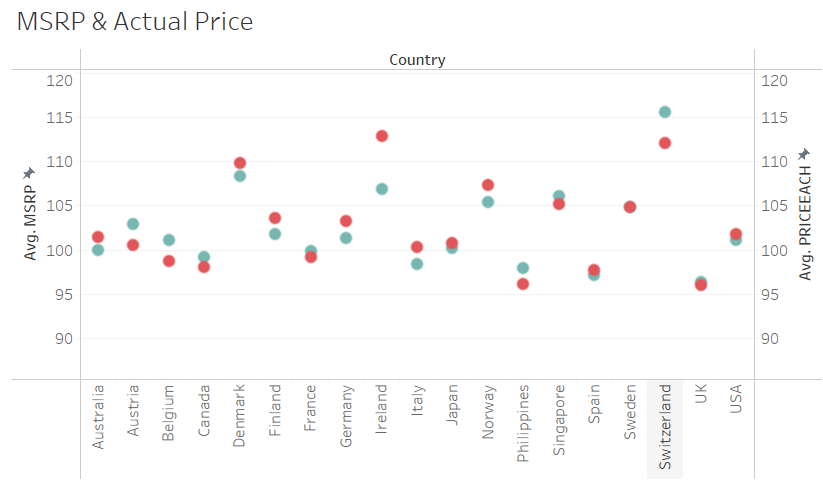 MSRP & Actual Price
Country
120
115
110
105
100
95
90
Avg. MSRP
120
115
110
105
100
95
90
Avg. PRICEEACH
Australia
Austria
Belgium
Canada
Denmark
Finland
France
Germany
Ireland
Italy
Japan
Norway
Philippines
Singapore
Spain
Sweden
Switzerland
UK
USA